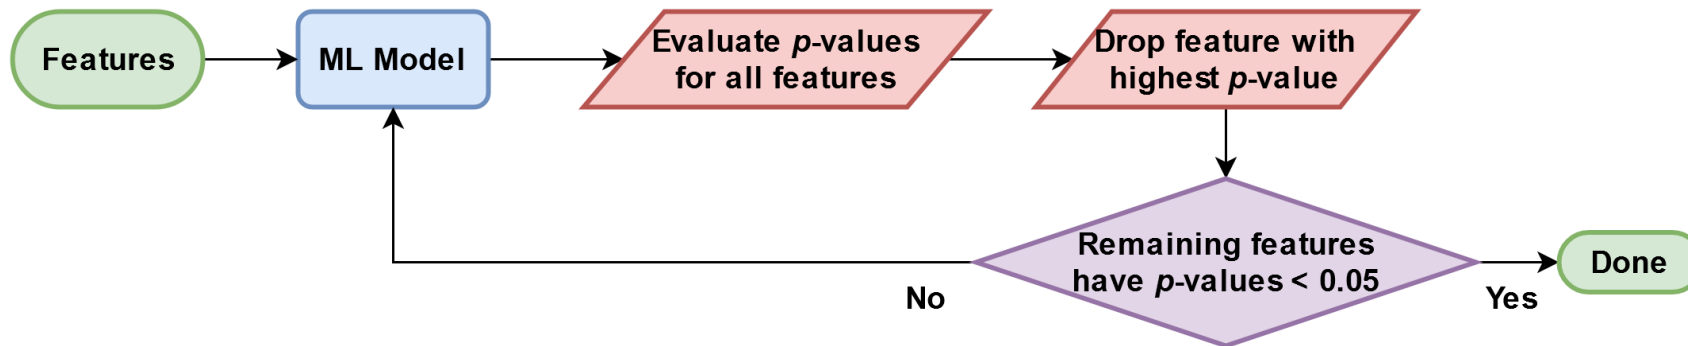 Features
ML Model
Evaluate p-values
for all features
Drop feature with
highest p-value
Remaining features
have p-values < 0.05
No
Yes
Done